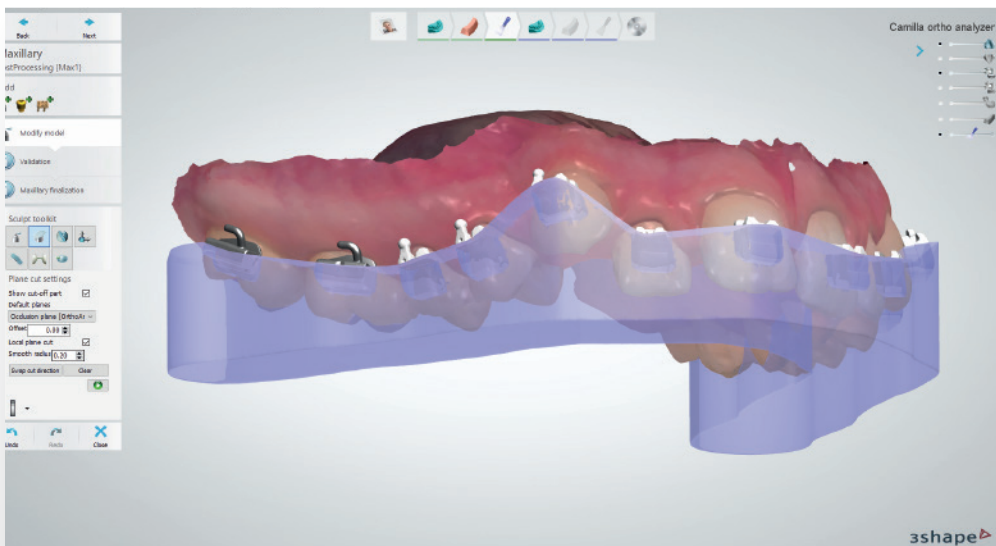 Back Next
Maxillary
ostProcessing [Max1]
dd
Modify model
Validation
Maxillary finalization
Sculpt toolkit
Plane cut settings
Show cut-off part
Default planes
Occlusion plane [OrthoAr
Offset 0.00
Local plane cut
Smooth radius 0.20
Swap cut direction Clear
Undo Redo Close
Camilla ortho analyzer
3shape